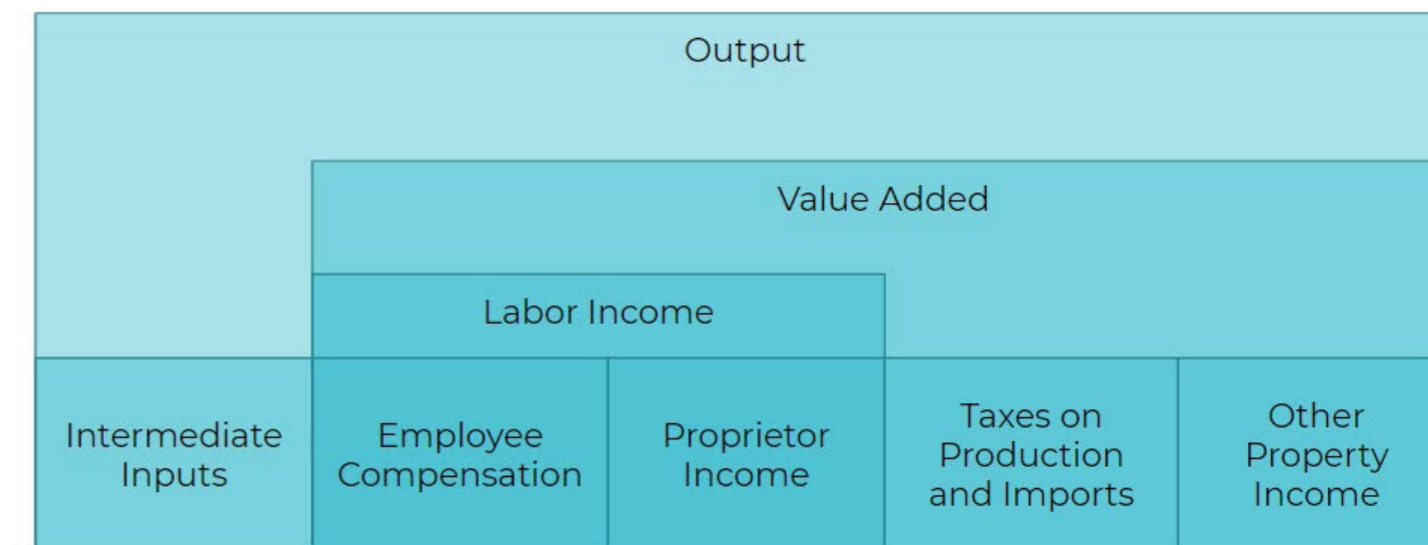 Output
Value Added
Labor Income
Intermediate
Inputs
Employee
Compensation
Proprietor
Income
Taxes on
Production
and Imports
Other
Property
Income